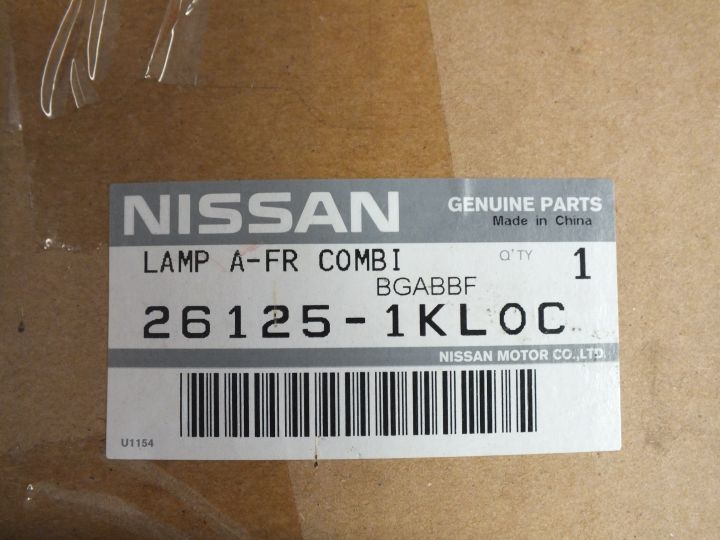 NISSAN
GENUINE PARTS
Made in China
LAMP A-FR COMBI
Q'TY 1
BGABBF
26125-1KL0C
NISSAN MOTOR CO.,LTD.
U1154